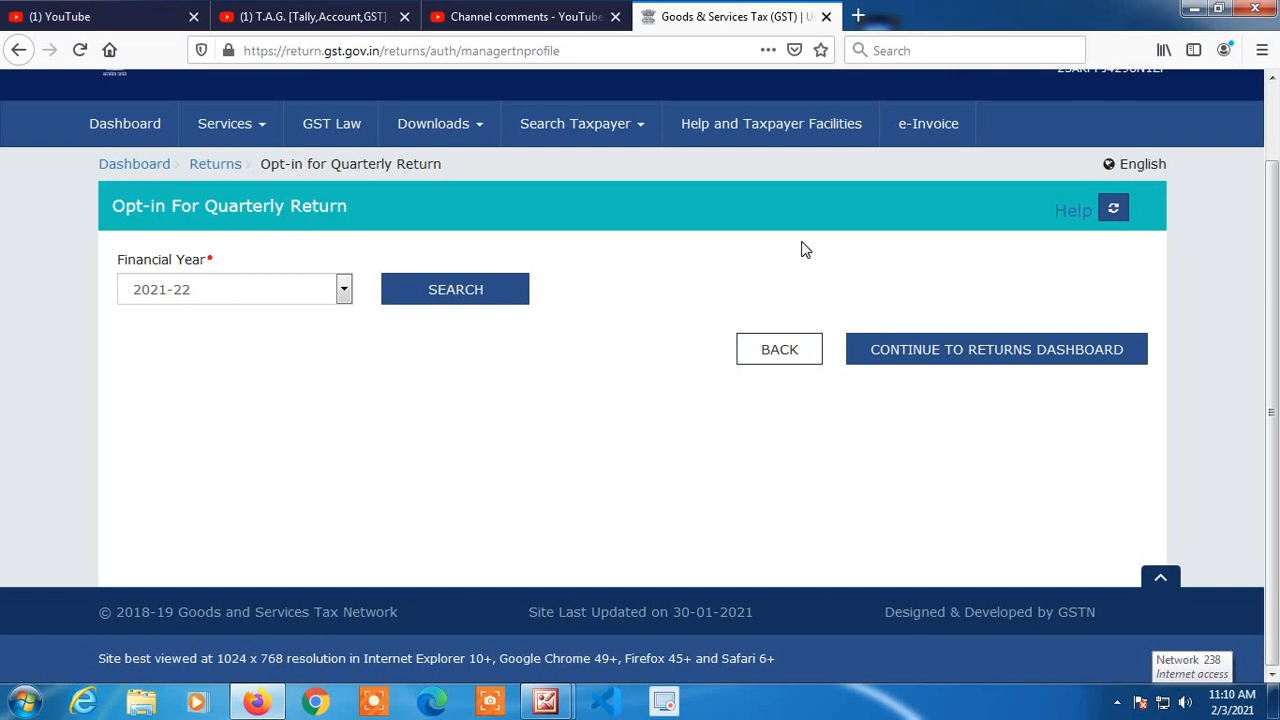 (1) YouTube
(1) T.A.G. [Tally,Account,GST]
Channel comments - YouTube
Goods & Services Tax (GST) | U
https://return.gst.gov.in/returns/auth/managertnprofile
Search
Dashboard
Services
GST Law
Downloads
Search Taxpayer
Help and Taxpayer Facilities
e-Invoice
Dashboard
Returns
Opt-in for Quarterly Return
English
Opt-in For Quarterly Return
Help
Financial Year•
2021-22
SEARCH
BACK
CONTINUE TO RETURNS DASHBOARD
© 2018-19 Goods and Services Tax Network
Site Last Updated on 30-01-2021
Designed & Developed by GSTN
Site best viewed at 1024 x 768 resolution in Internet Explorer 10+, Google Chrome 49+, Firefox 45+ and Safari 6+
Network 238
Internet access
11:10 AM
2/3/2021